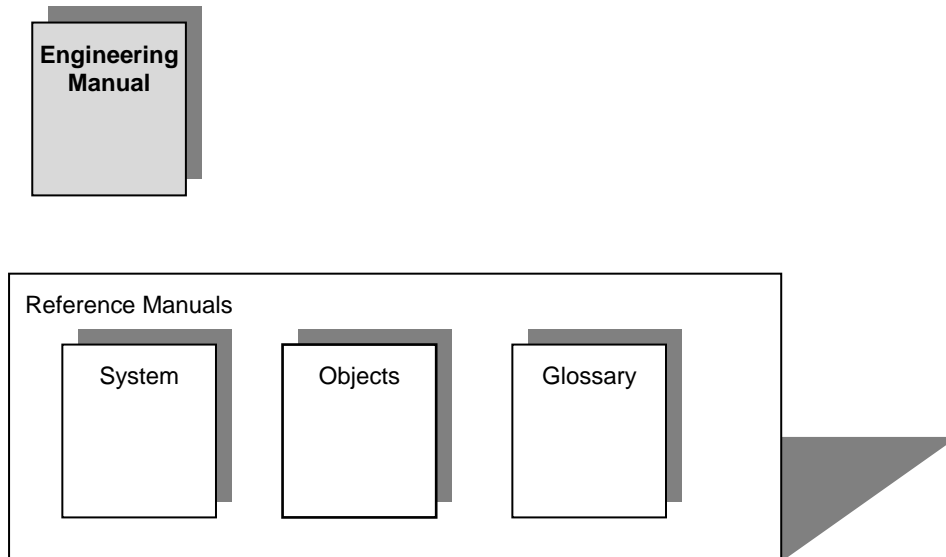 Engineering
Manual
Reference Manuals
System
Objects
Glossary